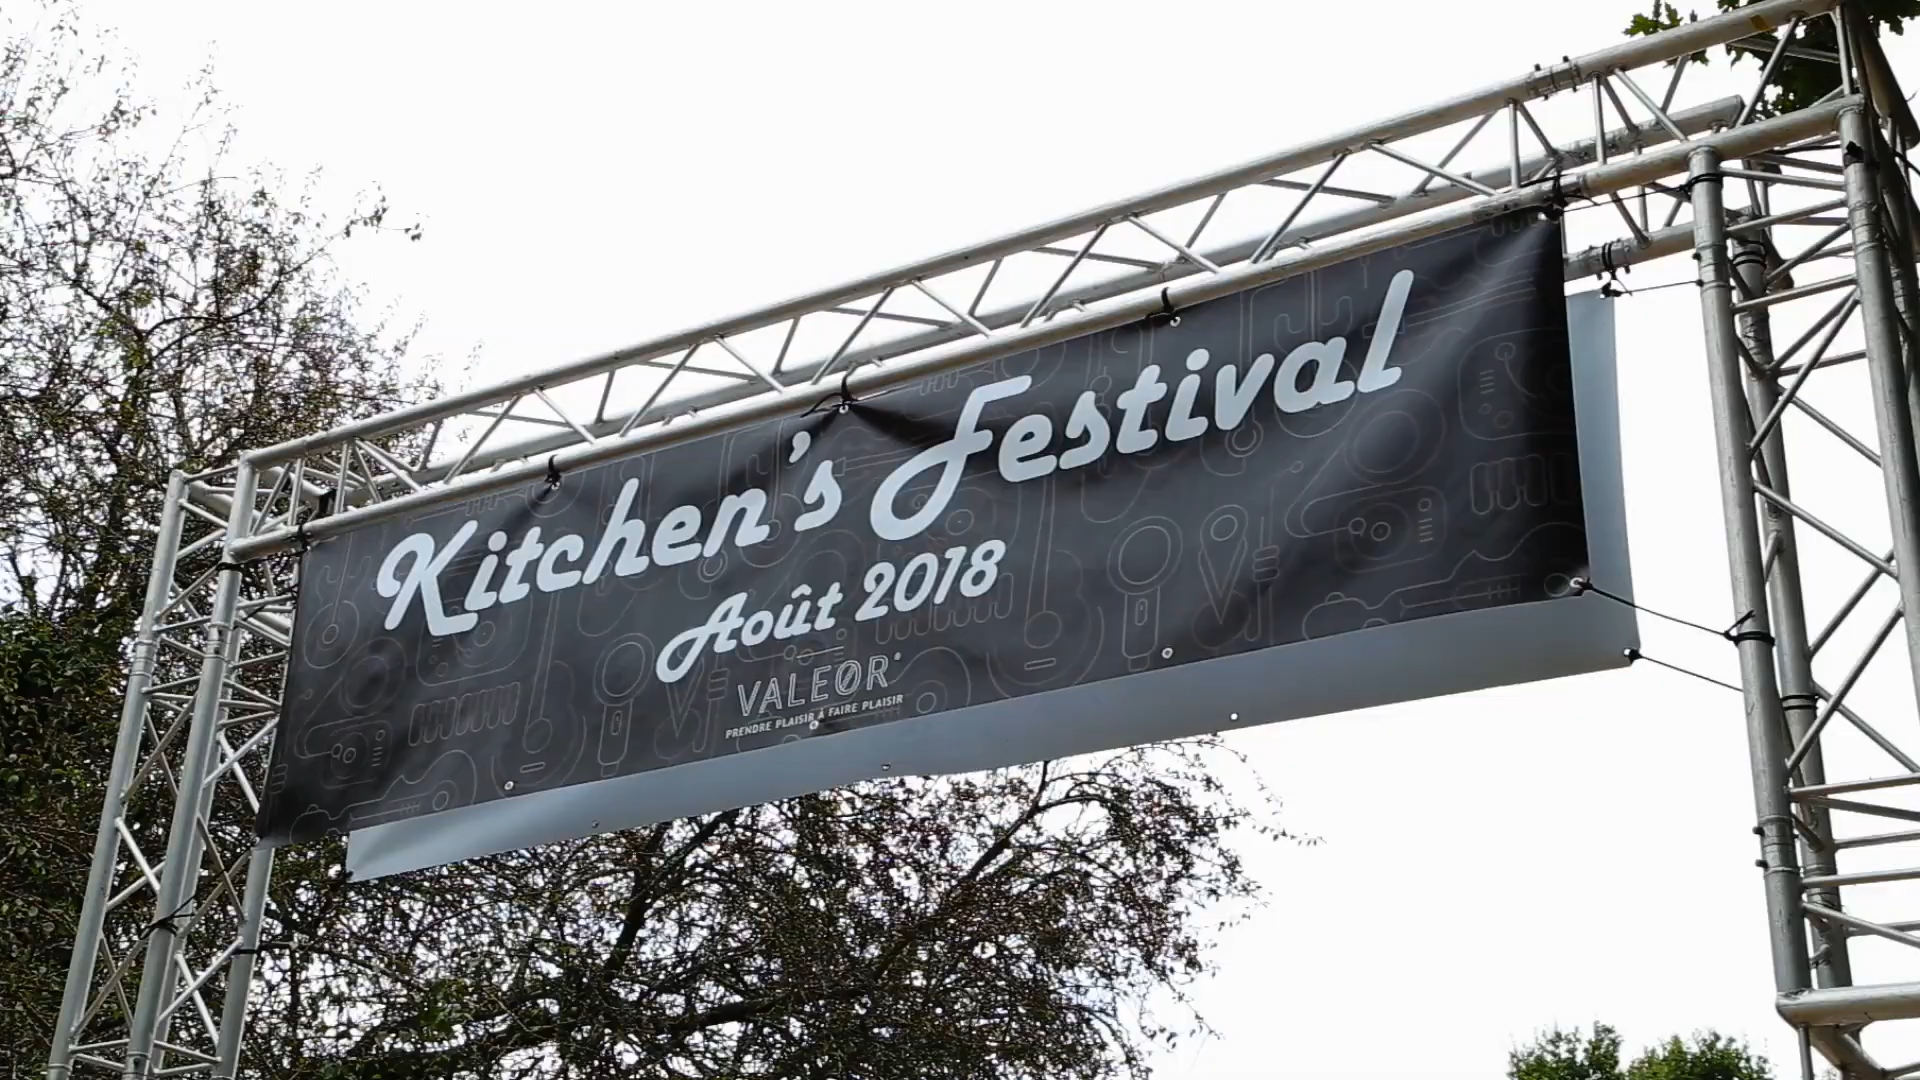 Kitchen's Festival
Août 2018
VALEØR®
PRENDRE PLAISIR À FAIRE PLAISIR